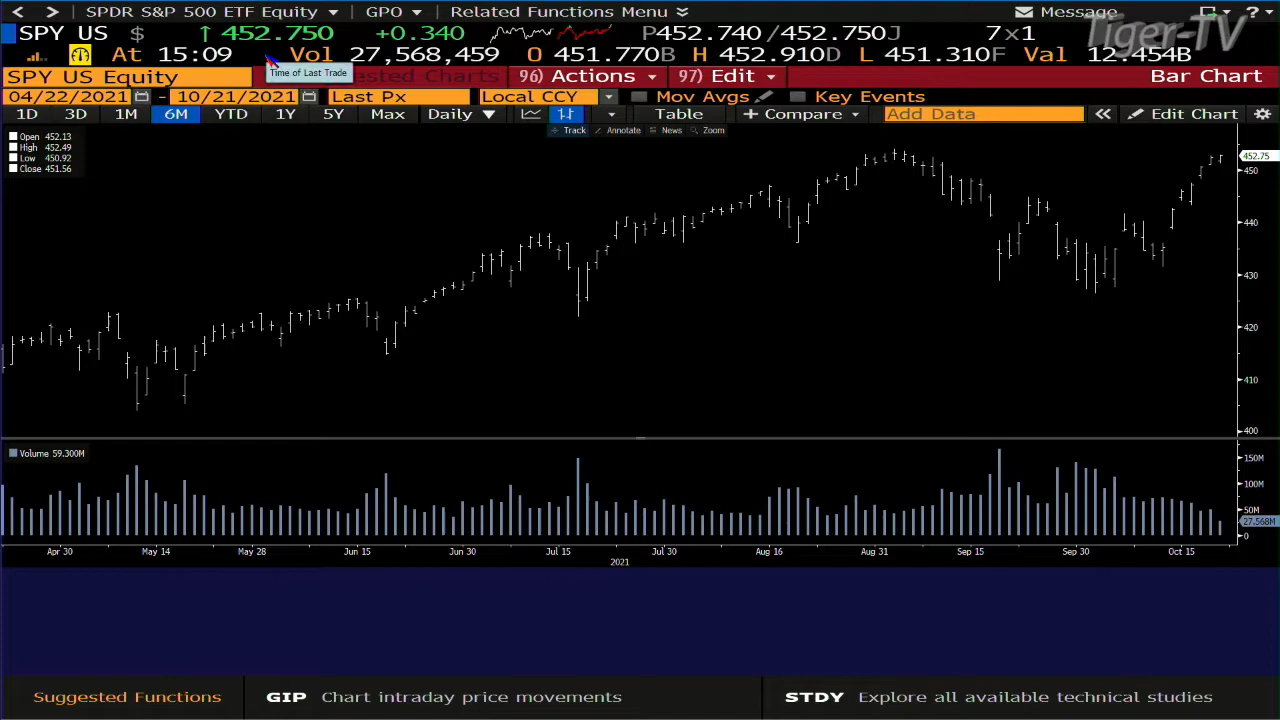 < > SPDR S&P 500 ETF Equity GPO Related Functions Menu Message ?
Tiger-TV
SPY US $ ↑ 452.750 +0.340 P452.740/452.750J 7x1
At 15:09 Vol 27,568,459 O 451.770B H 452.910D L 451.310F Val 12.454B
Time of Last Trade
SPY US Equity Suggested Charts 96) Actions 97) Edit Bar Chart
04/22/2021 - 10/21/2021 Last Px Local CCY Mov Avgs Key Events
1D 3D 1M 6M YTD 1Y 5Y Max Daily ▼ Table + Compare Add Data « Edit Chart
Track Annotate News Zoom
Open 452.13
High 452.49
Low 450.92
Close 451.56
452.75
450
440
430
420
410
400
Volume 59.300M
150M
100M
50M
27.568M
0
Apr 30 May 14 May 28 Jun 15 Jun 30 Jul 15 Jul 30 Aug 16 Aug 31 Sep 15 Sep 30 Oct 15
2021
Suggested Functions GIP Chart intraday price movements STDY Explore all available technical studies